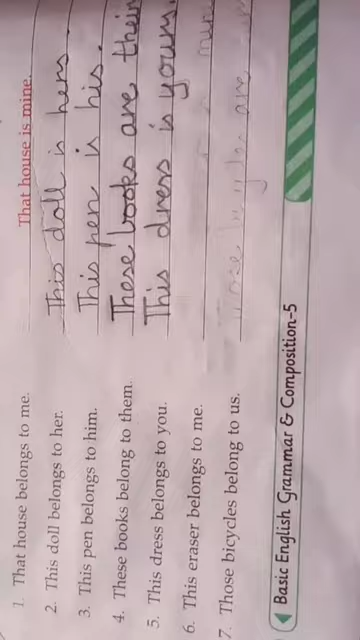 1. That house belongs to me. That house is mine.
2. This doll belongs to her. This doll is hers.
3. This pen belongs to him. This pen is his.
4. These books belong to them. These books are their
5. This dress belongs to you. This dress is yours.
6. This eraser belongs to me. mine
7. Those bicycles belong to us. are
Basic English Grammar & Composition-5